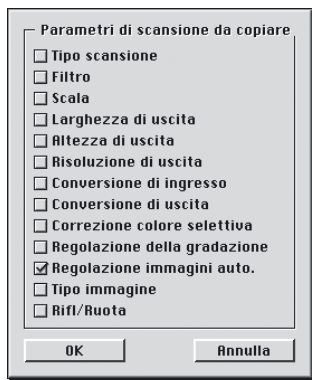 Parametri di scansione da copiare
Tipo scansione
Filtro
Scala
Larghezza di uscita
Altezza di uscita
Risoluzione di uscita
Conversione di ingresso
Conversione di uscita
Correzione colore selettiva
Regolazione della gradazione
Regolazione immagini auto.
Tipo immagine
Rifl/Ruota
OK Annulla